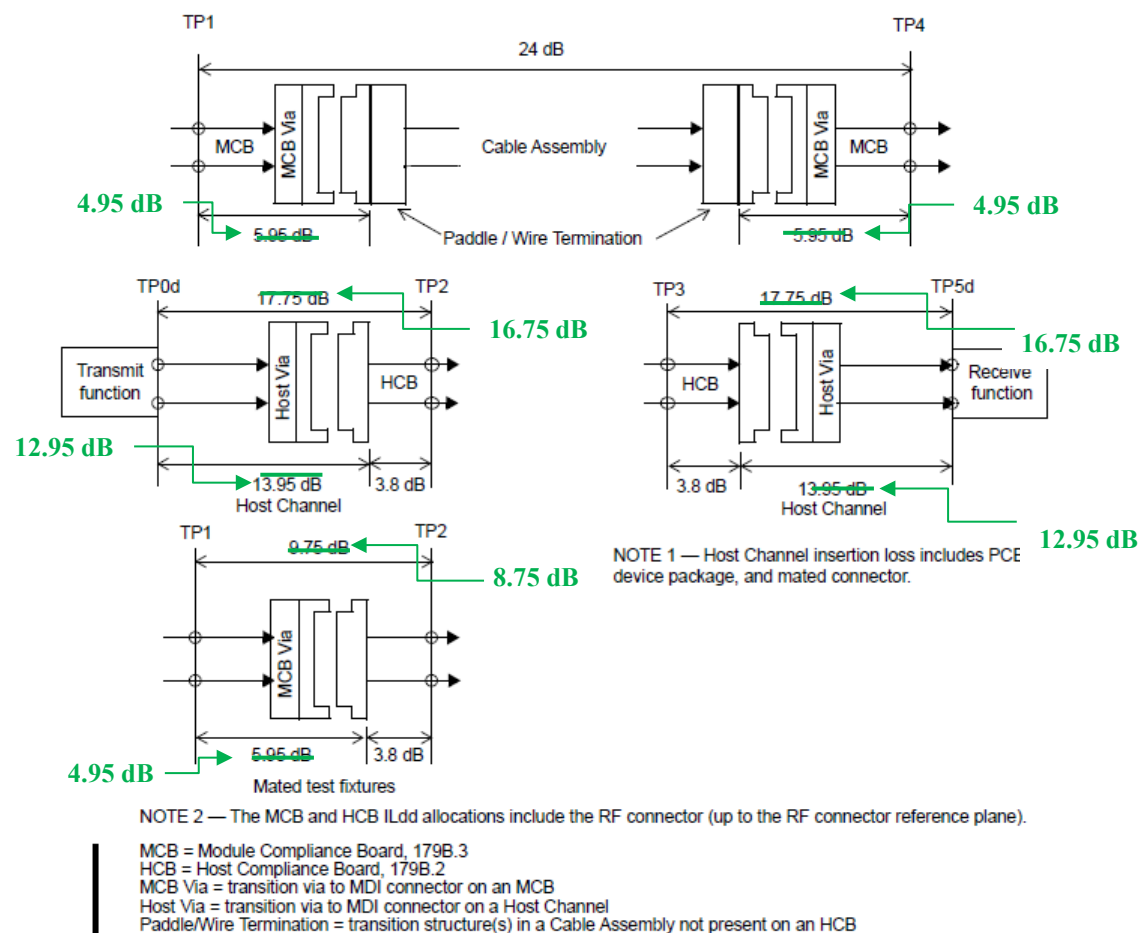 TP1
TP4
24 dB
MCB
MCB Via
Cable Assembly
MCB Via
MCB
4.95 dB
5.95 dB
Paddle / Wire Termination
5.95 dB
4.95 dB
TP0d
17.75 dB
TP2
16.75 dB
Transmit
function
Host Via
HCB
12.95 dB
13.95 dB
3.8 dB
Host Channel
TP3
17.75 dB
TP5d
16.75 dB
HCB
Host Via
Receive
function
3.8 dB
13.95 dB
Host Channel
12.95 dB
TP1
9.75 dB
TP2
8.75 dB
MCB Via
5.95 dB
3.8 dB
4.95 dB
Mated test fixtures
NOTE 1 — Host Channel insertion loss includes PCB
device package, and mated connector.
NOTE 2 — The MCB and HCB ILdd allocations include the RF connector (up to the RF connector reference plane).
MCB = Module Compliance Board, 179B.3
HCB = Host Compliance Board, 179B.2
MCB Via = transition via to MDI connector on an MCB
Host Via = transition via to MDI connector on a Host Channel
Paddle/Wire Termination = transition structure(s) in a Cable Assembly not present on an HCB